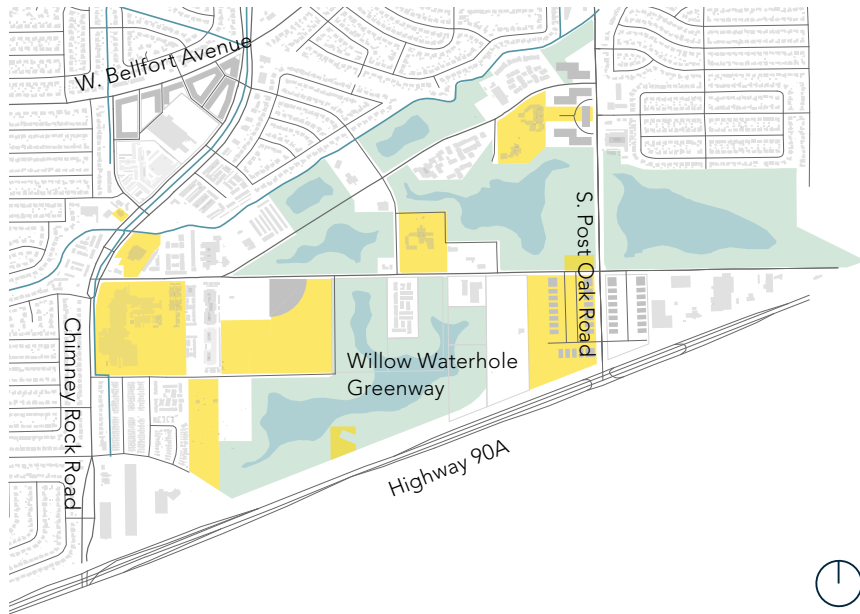 W. Bellfort Avenue
S. Post Oak Road
Willow Waterhole
Greenway
Chimney Rock Road
Highway 90A